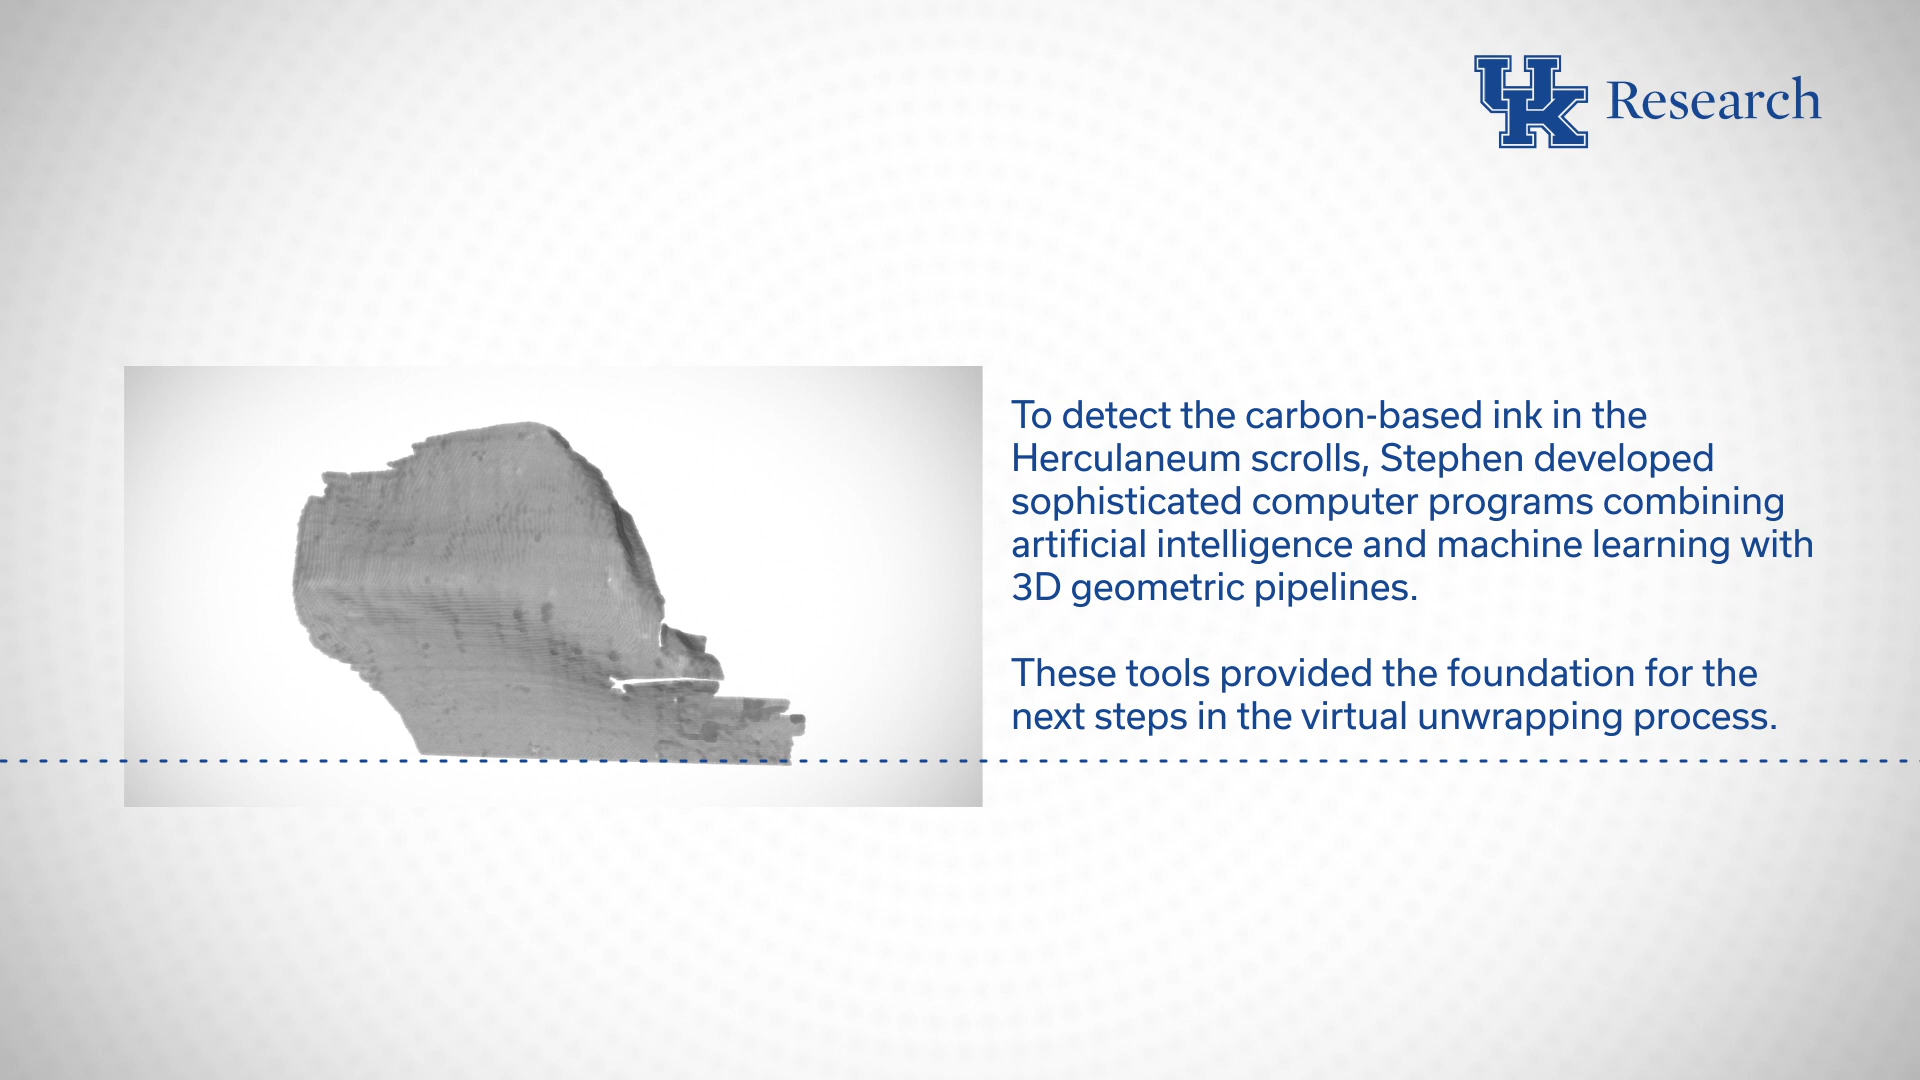 UK Research
To detect the carbon-based ink in the
Herculaneum scrolls, Stephen developed
sophisticated computer programs combining
artificial intelligence and machine learning with
3D geometric pipelines.
These tools provided the foundation for the
next steps in the virtual unwrapping process.